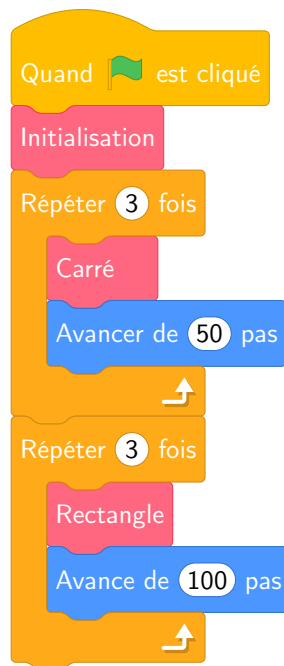 Quand est cliqué
Initialisation
Répéter 3 fois
Carré
Avancer de 50 pas
Répéter 3 fois
Rectangle
Avance de 100 pas